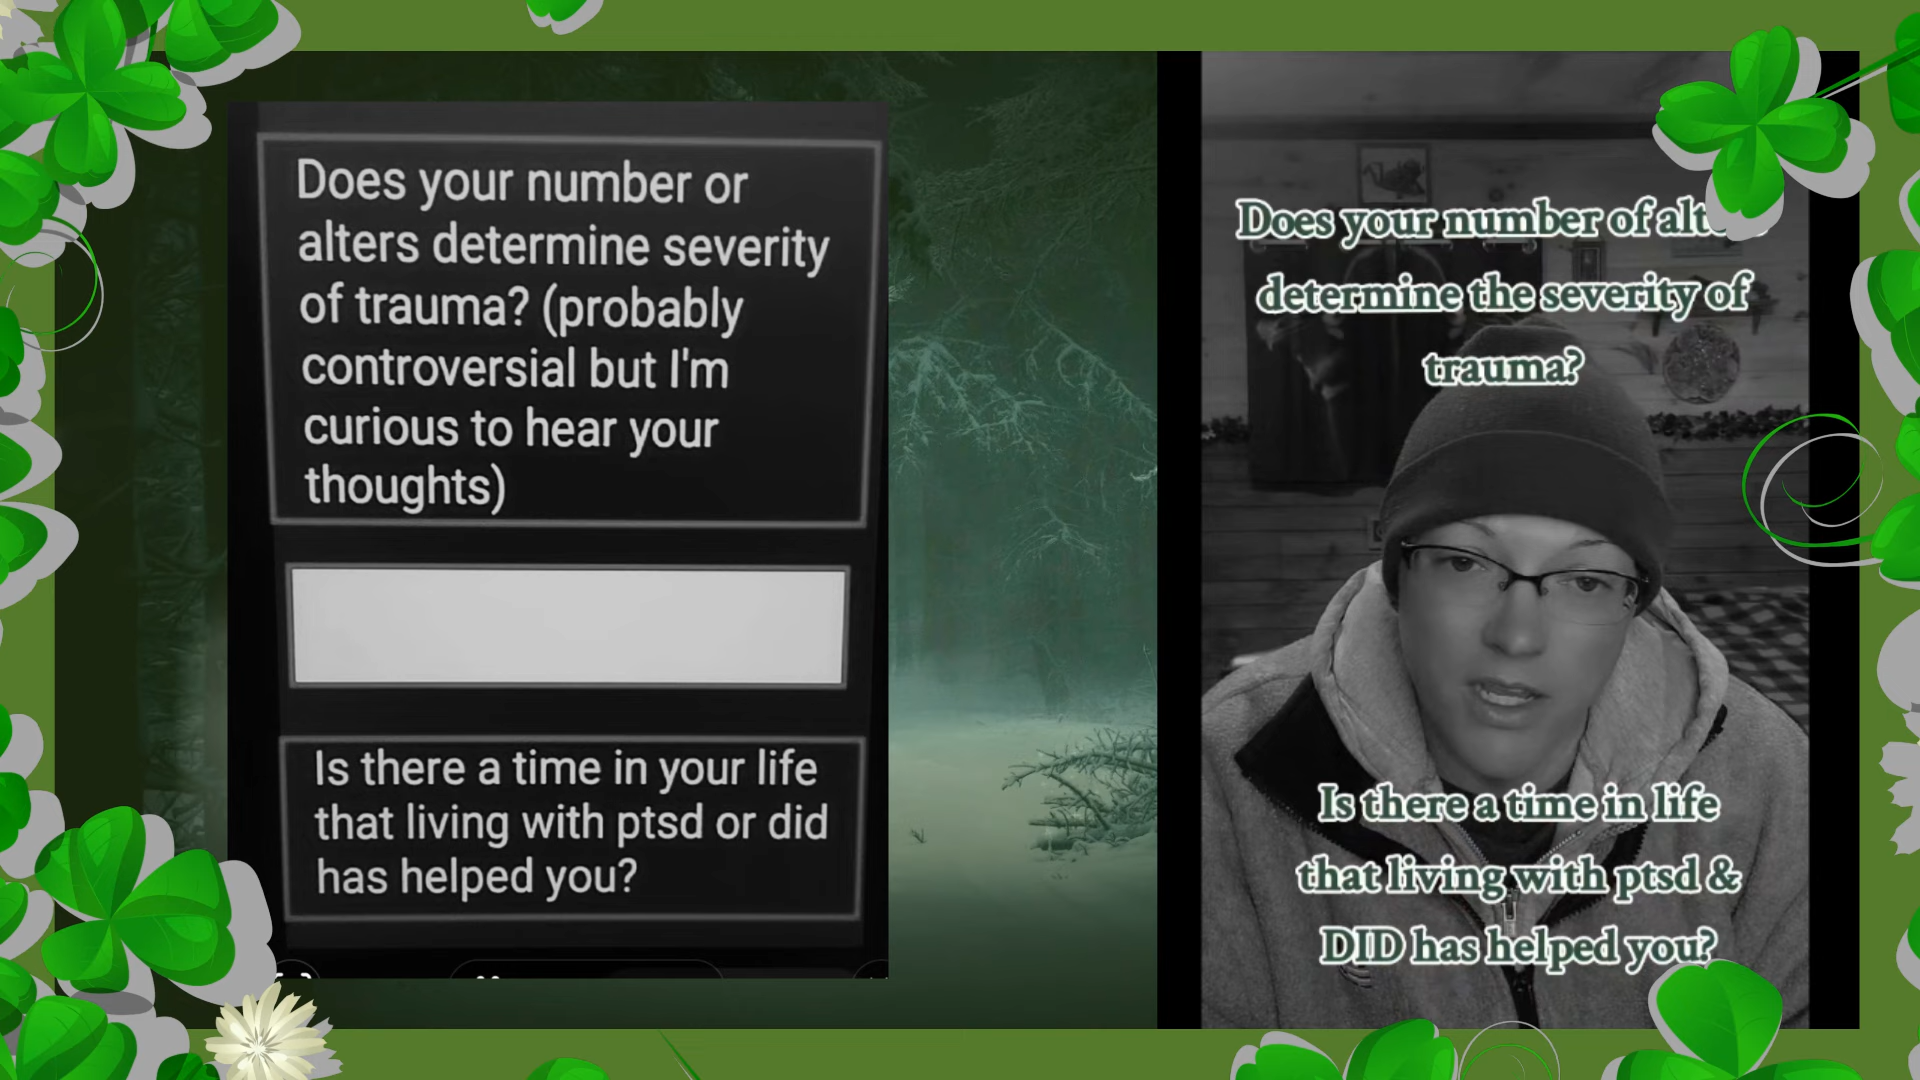 Does your number or
alters determine severity
of trauma? (probably
controversial but I'm
curious to hear your
thoughts)
Is there a time in your life
that living with ptsd or did
has helped you?
Does your number of
determine the severity of
trauma?
Is there a time in life
that living with ptsd &
DID has helped you?